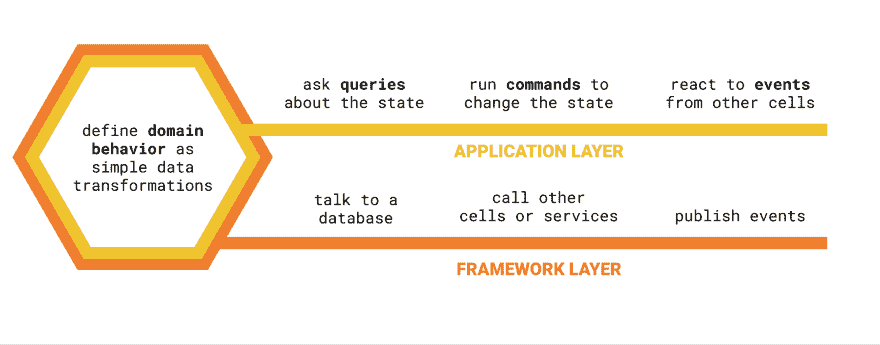 define domain
behavior as
simple data
transformations
ask queries
about the state
run commands to
change the state
react to events
from other cells
APPLICATION LAYER
talk to a
database
call other
cells or services
publish events
FRAMEWORK LAYER